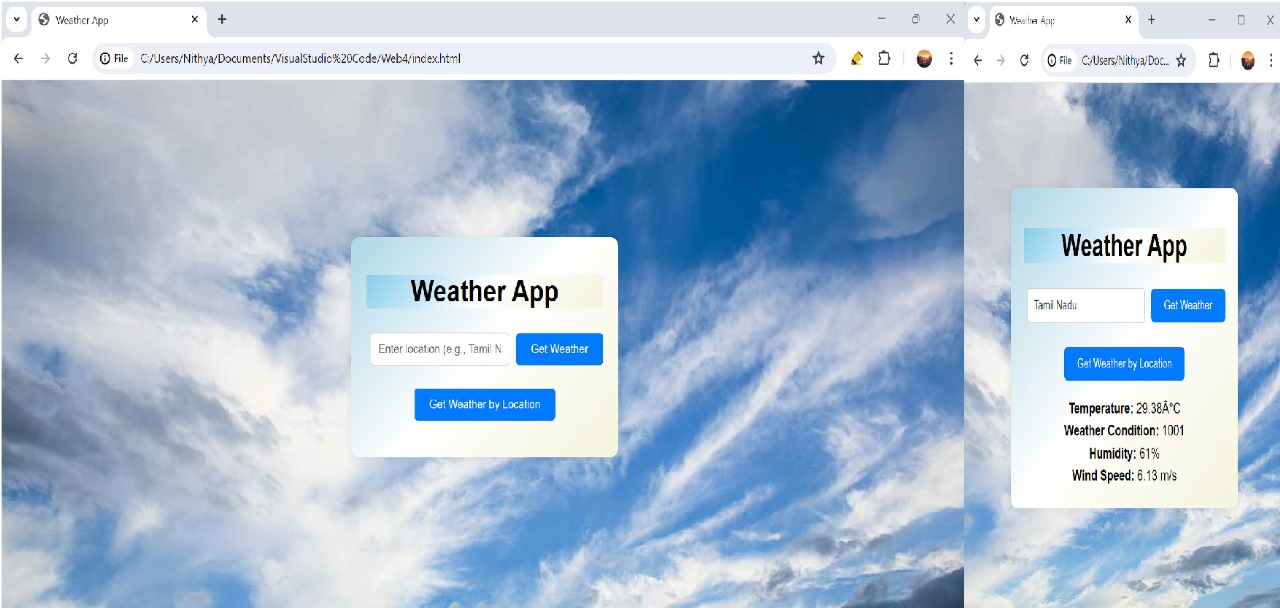 Weather App
File C:/Users/Nithya/Documents/VisualStudio%20Code/Web4/index.html
Weather App
Enter location (e.g., Tamil N
Get Weather
Get Weather by Location
Weather App
File C:/Users/Nithya/Doc...
Weather App
Tamil Nadu
Get Weather
Get Weather by Location
Temperature: 29.38Â°C
Weather Condition: 1001
Humidity: 61%
Wind Speed: 6.13 m/s